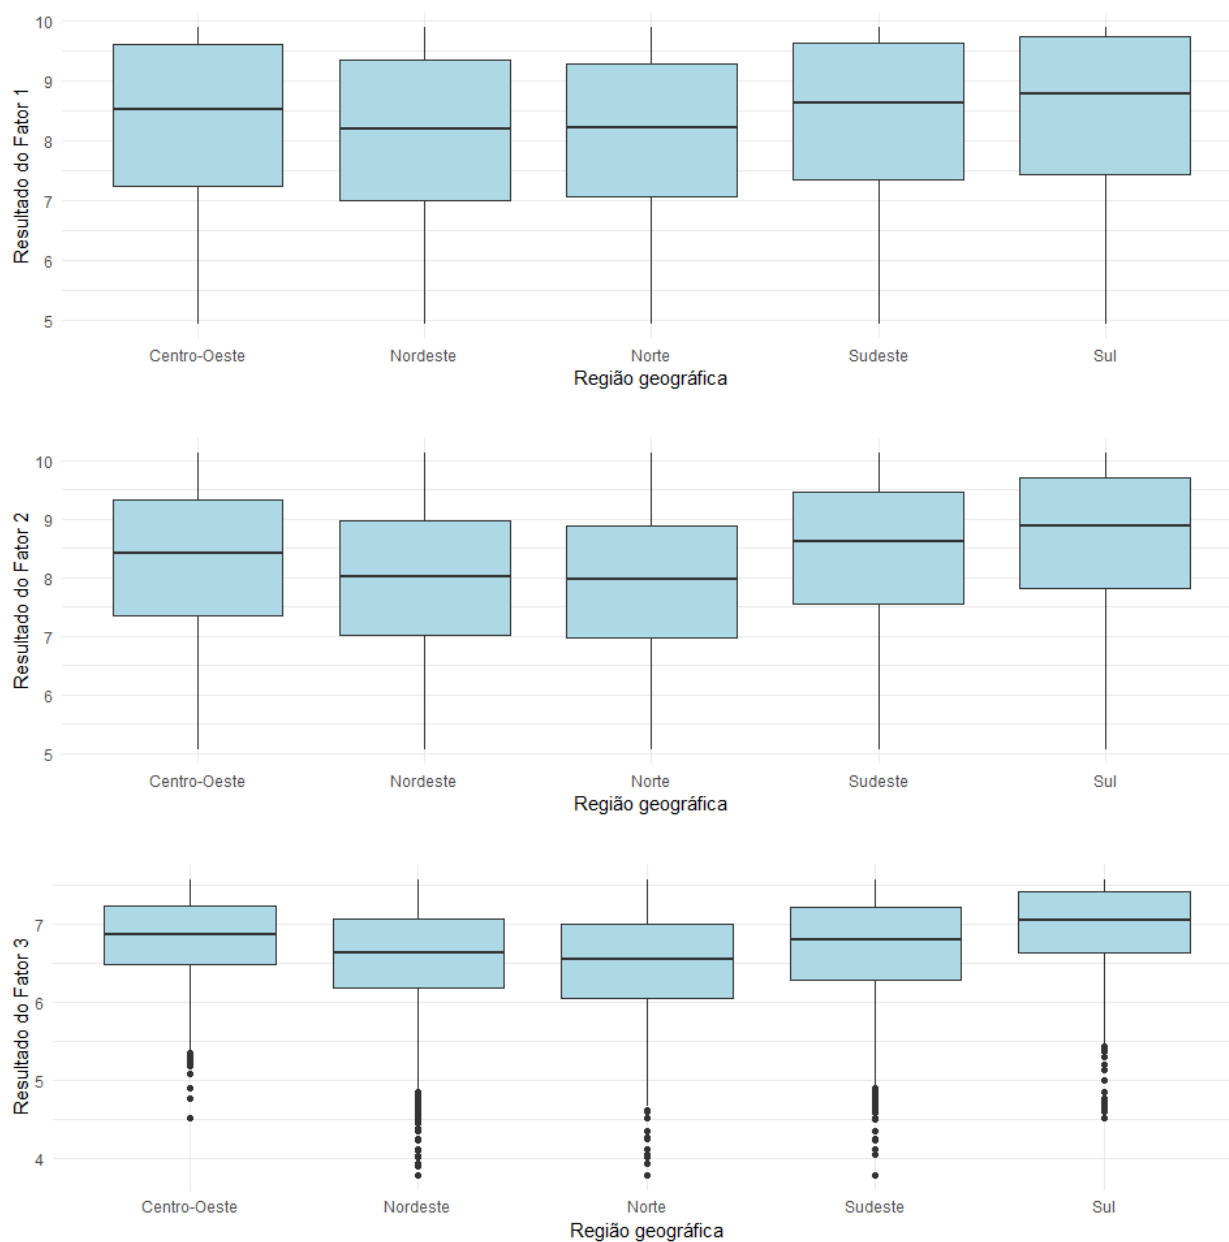 Resultado do Fator 1
10
9
8
7
6
5
Centro-Oeste Nordeste Norte Sudeste Sul
Região geográfica
Resultado do Fator 2
10
9
8
7
6
5
Centro-Oeste Nordeste Norte Sudeste Sul
Região geográfica
Resultado do Fator 3
7
6
5
4
Centro-Oeste Nordeste Norte Sudeste Sul
Região geográfica